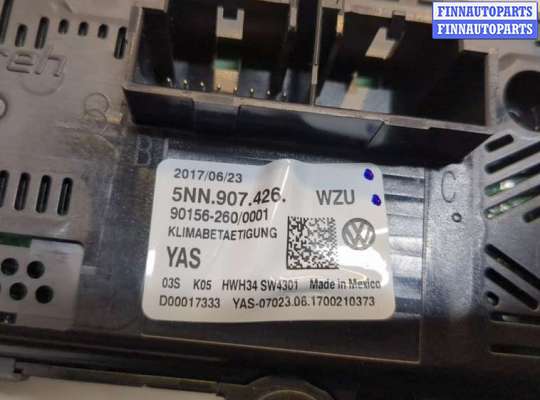 FINNAUTOPARTS
FINNAUTOPARTS
FINNAUTOPARTS
B
C
2017/06/23
5NN.907.426. WZU
90156-260/0001
KLIMABETAETIGUNG
YAS
03S K05 HWH34 SW4301 Made in Mexico
D00017333 YAS-07023.06.1700210373